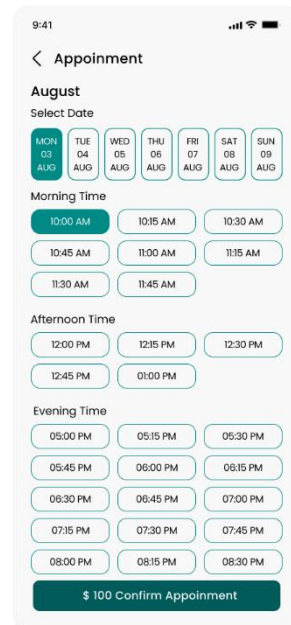 9:41
Appoinment
August
Select Date
MON TUE WED THU FRI SAT SUN
03 04 05 06 07 08 09
AUG AUG AUG AUG AUG AUG AUG
Morning Time
10:00 AM 10:15 AM 10:30 AM
10:45 AM 11:00 AM 11:15 AM
11:30 AM 11:45 AM
Afternoon Time
12:00 PM 12:15 PM 12:30 PM
12:45 PM 01:00 PM
Evening Time
05:00 PM 05:15 PM 05:30 PM
05:45 PM 06:00 PM 06:15 PM
06:30 PM 06:45 PM 07:00 PM
07:15 PM 07:30 PM 07:45 PM
08:00 PM 08:15 PM 08:30 PM
$ 100 Confirm Appoinment